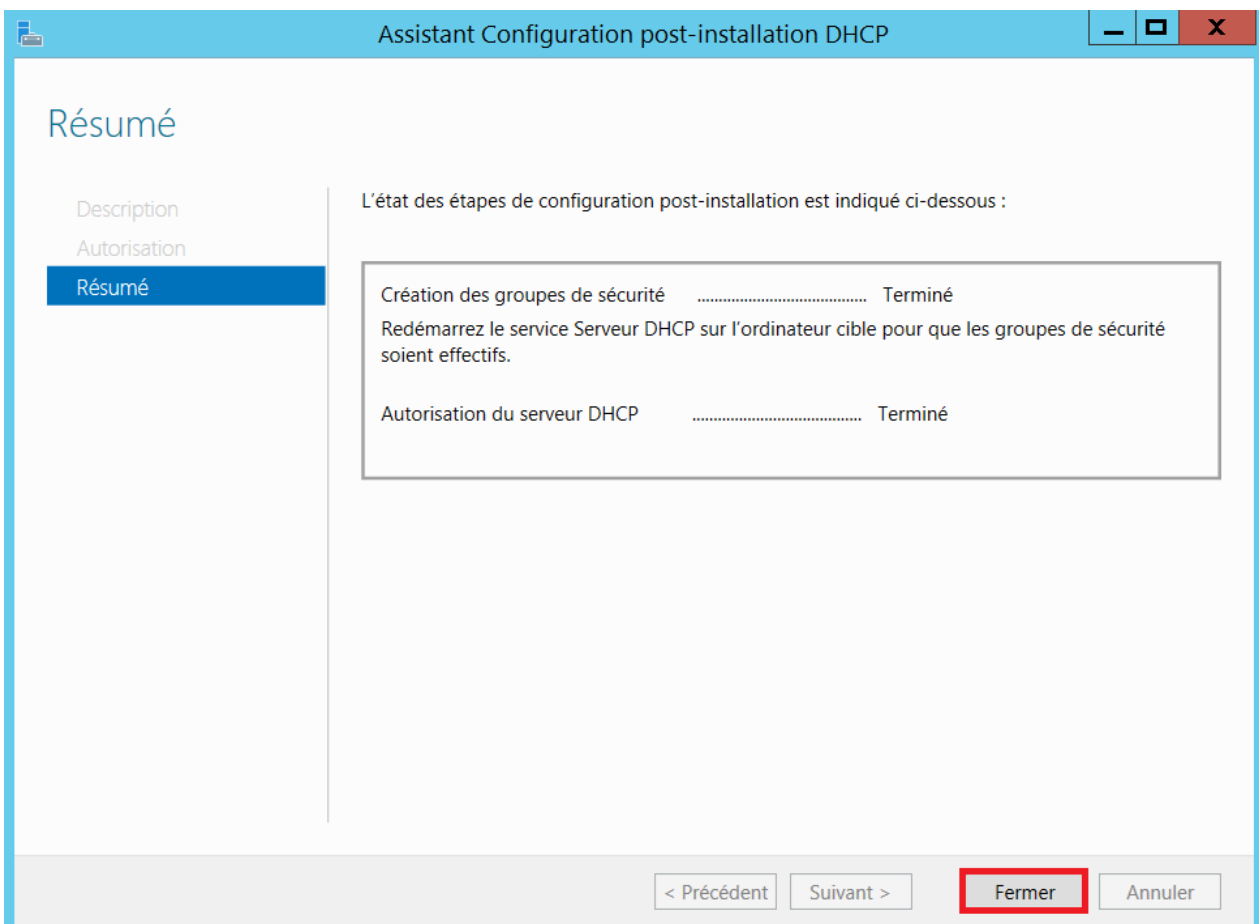 Assistant Configuration post-installation DHCP
X
Résumé
Description
Autorisation
Résumé
L'état des étapes de configuration post-installation est indiqué ci-dessous :
Création des groupes de sécurité ........................................ Terminé
Redémarrez le service Serveur DHCP sur l'ordinateur cible pour que les groupes de sécurité
soient effectifs.
Autorisation du serveur DHCP ........................................ Terminé
< Précédent
Suivant >
Fermer
Annuler